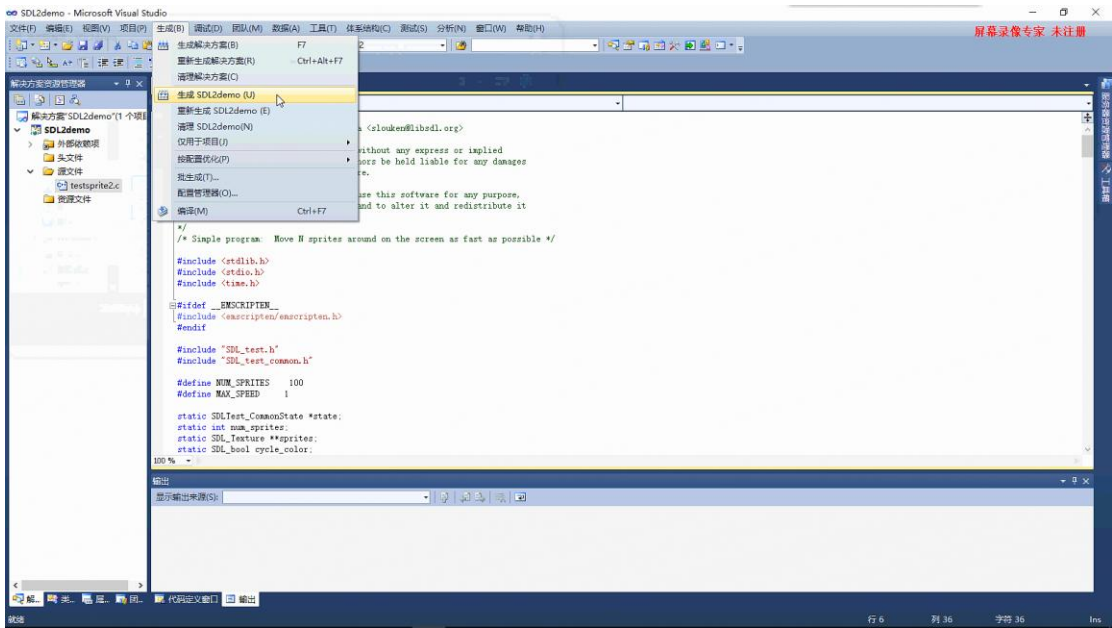 SDL2demo - Microsoft Visual Studio
文件(F) 编辑(E) 视图(V) 项目(P) 生成(B) 调试(D) 团队(M) 数据(A) 工具(T) 体系结构(C) 测试(S) 分析(N) 窗口(W) 帮助(H)
屏幕录像专家 未注册
生成解决方案(B) F7
重新生成解决方案(R) Ctrl+Alt+F7
清理解决方案(C)
生成 SDL2demo (U)
重新生成 SDL2demo (E)
清理 SDL2demo(N)
仅用于项目(J)
按配置优化(P)
批生成(T)...
配置管理器(O)...
编译(M) Ctrl+F7
解决方案资源管理器
解决方案"SDL2demo"(1 个项目
SDL2demo
外部依赖项
头文件
源文件
testsprite2.c
资源文件
<slouken@libsdl.org>
ithout any express or implied
ors be held liable for any damages
re.
use this software for any purpose,
and to alter it and redistribute it
*/
/* Simple program: Move N sprites around on the screen as fast as possible */
#include <stdlib.h>
#include <stdio.h>
#include <time.h>
#ifdef __EMSCRIPTEN__
#include <emscripten/emscripten.h>
#endif
#include "SDL_test.h"
#include "SDL_test_common.h"
#define NUM_SPRITES 100
#define MAX_SPEED 1
static SDLTest_CommonState *state;
static int num_sprites;
static SDL_Texture **sprites;
static SDL_bool cycle_color;
100 %
输出
显示输出来源(S):
解... 类... 属... 团...
代码定义窗口 输出
就绪
行 6 列 36 字符 36 Ins